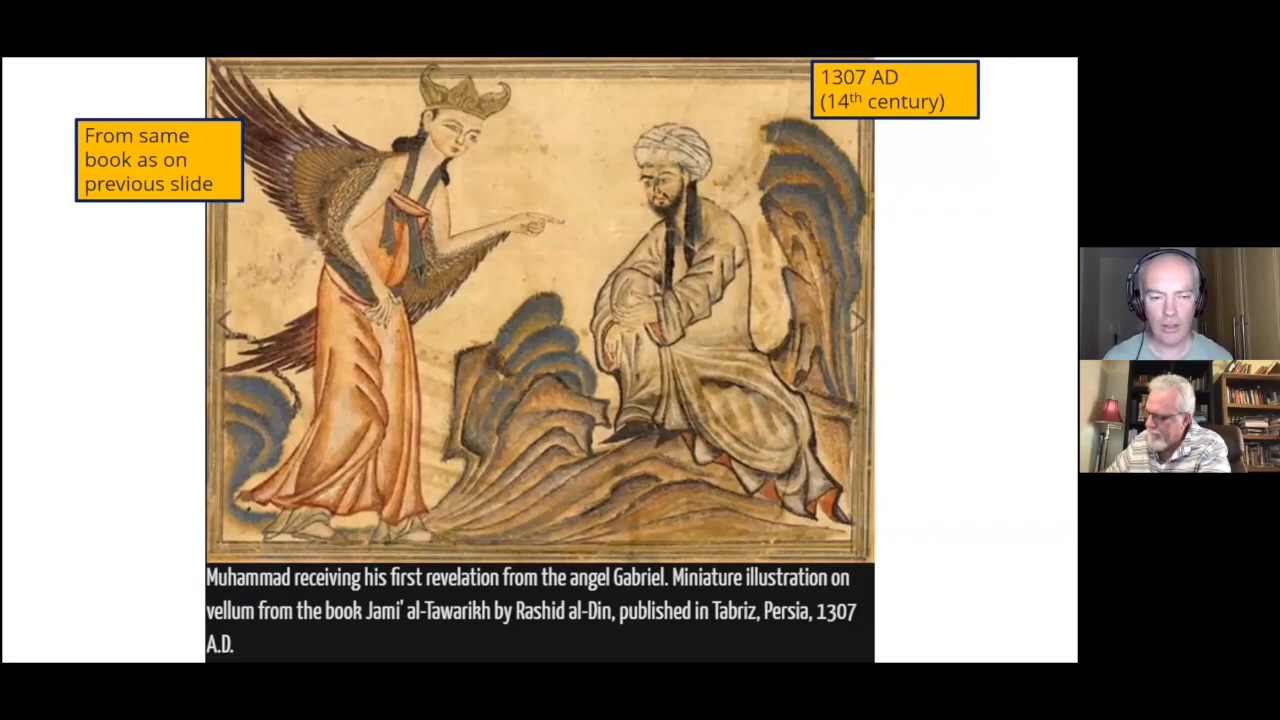 From same
book as on
previous slide
1307 AD
(14th century)
Muhammad receiving his first revelation from the angel Gabriel. Miniature illustration on
vellum from the book Jami' al-Tawarikh by Rashid al-Din, published in Tabriz, Persia, 1307
A.D.